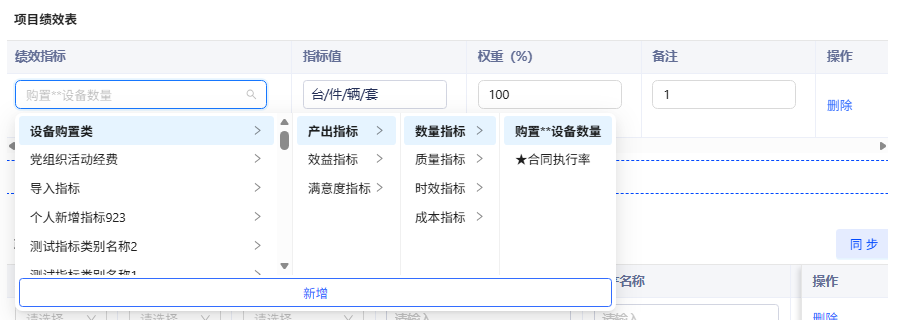 项目绩效表
绩效指标 指标值 权重（%） 备注 操作
购置**设备数量 台/件/辆/套 100 1 删除
设备购置类 产出指标 数量指标 购置**设备数量
党组织活动经费 效益指标 质量指标 ★合同执行率
导入指标 满意度指标 时效指标
个人新增指标923 成本指标
测试指标类别名称2 同 步
测试指标类别名称1
名称 操作
新增
请选择 请选择 请选择 请输入 请输入 删除